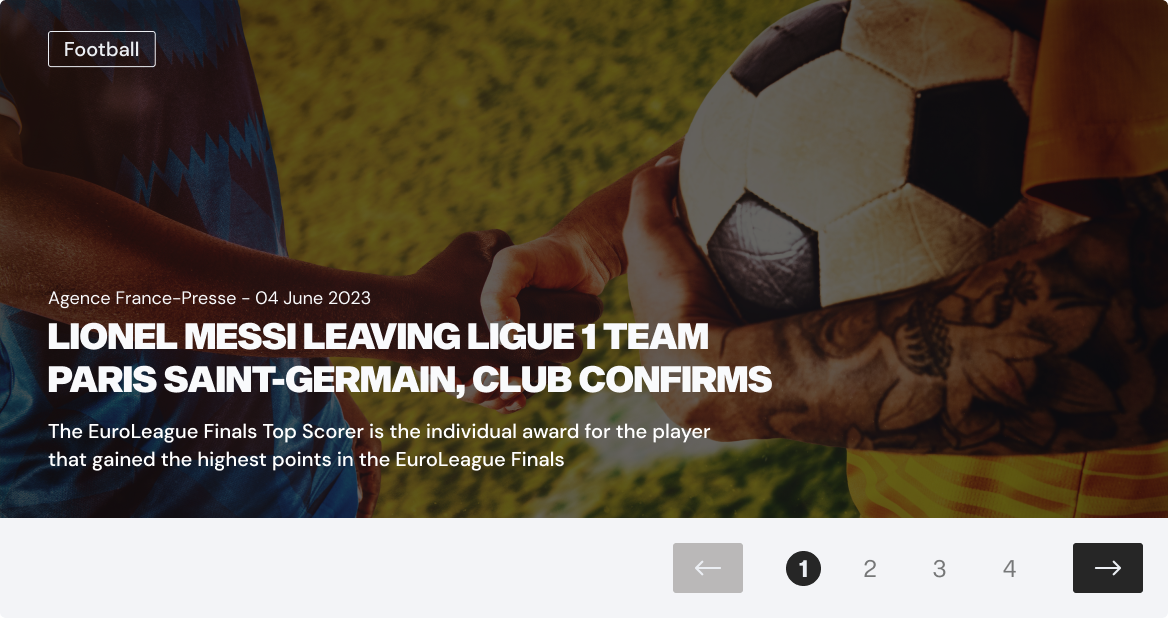 Football
Agence France-Presse - 04 June 2023
LIONEL MESSI LEAVING LIGUE 1 TEAM
PARIS SAINT-GERMAIN, CLUB CONFIRMS
The EuroLeague Finals Top Scorer is the individual award for the player
that gained the highest points in the EuroLeague Finals
← 1 2 3 4 →